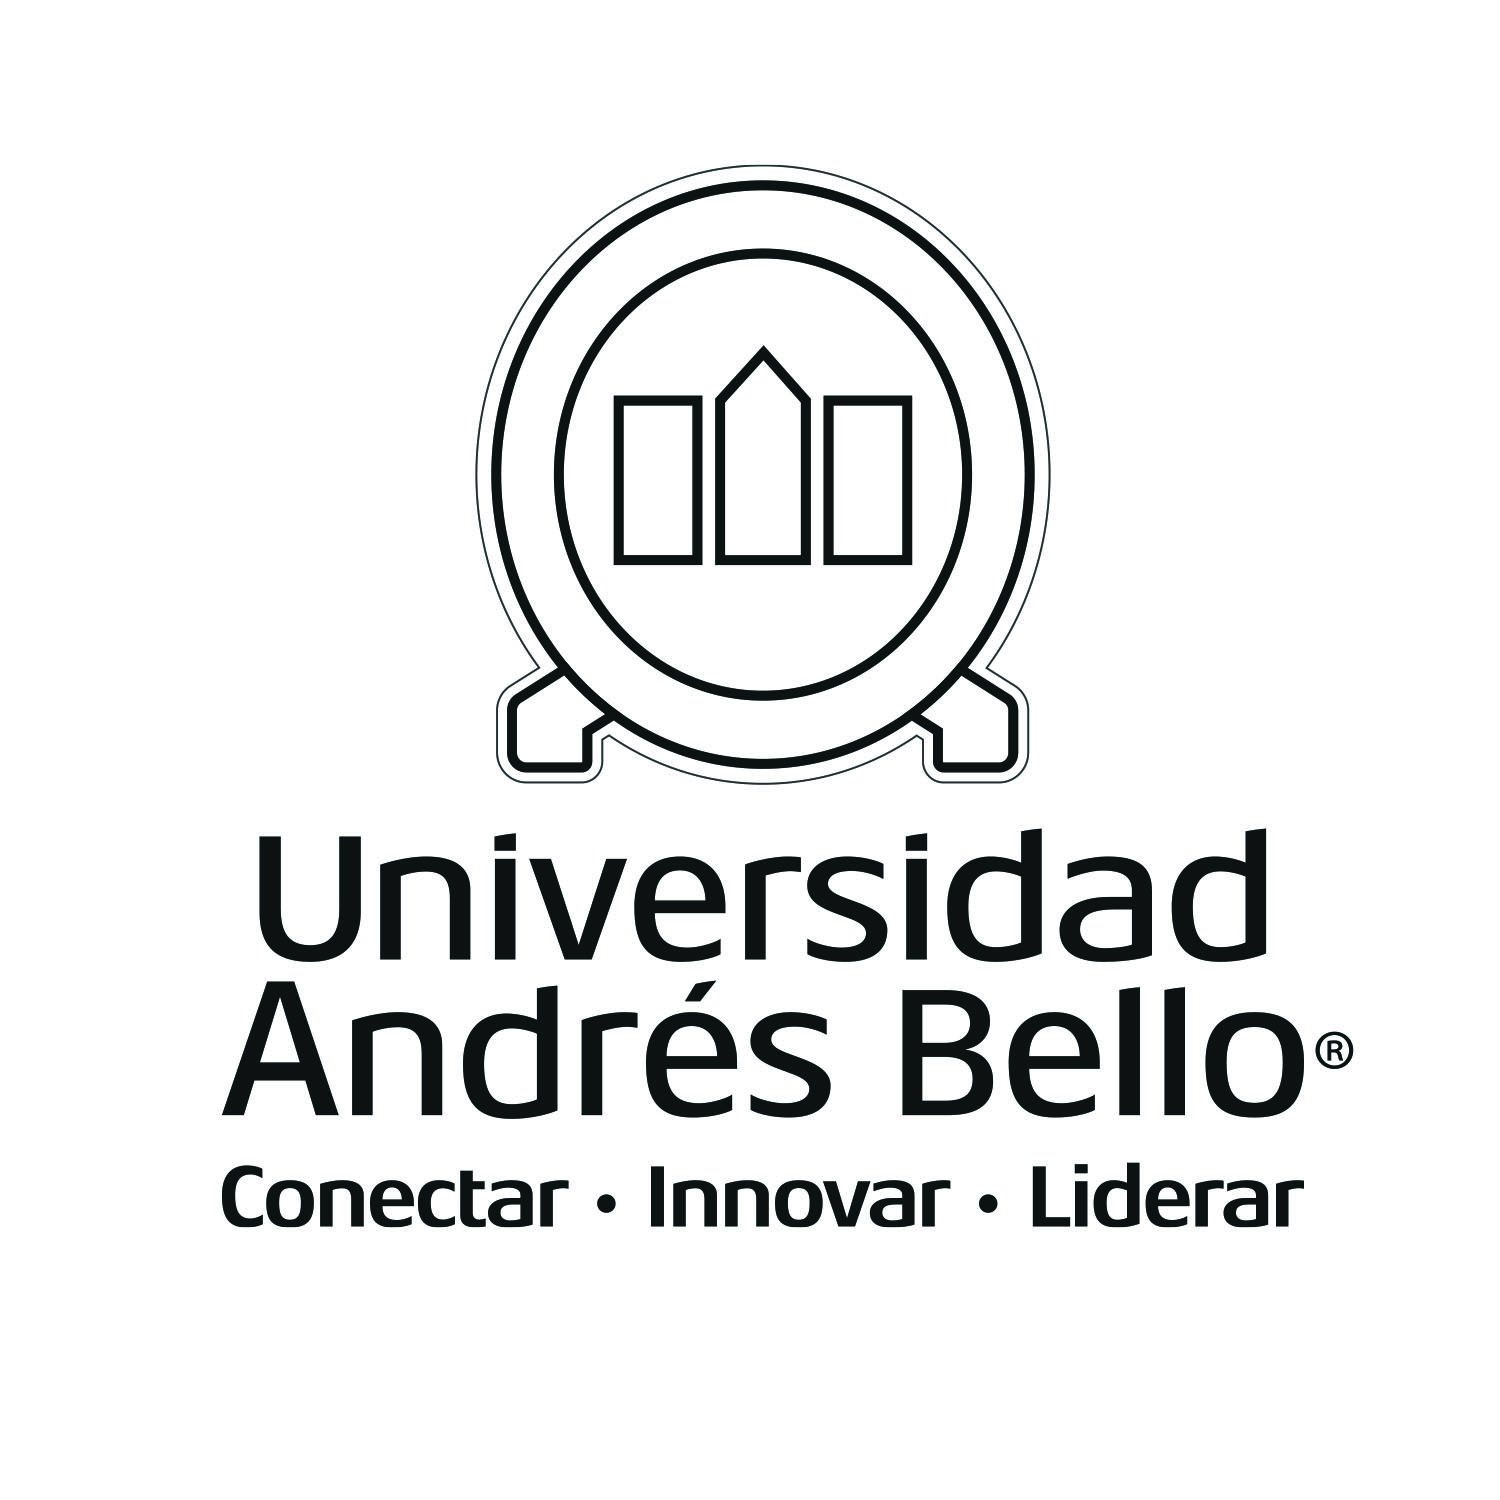 Universidad
Andrés Bello®
Conectar • Innovar • Liderar